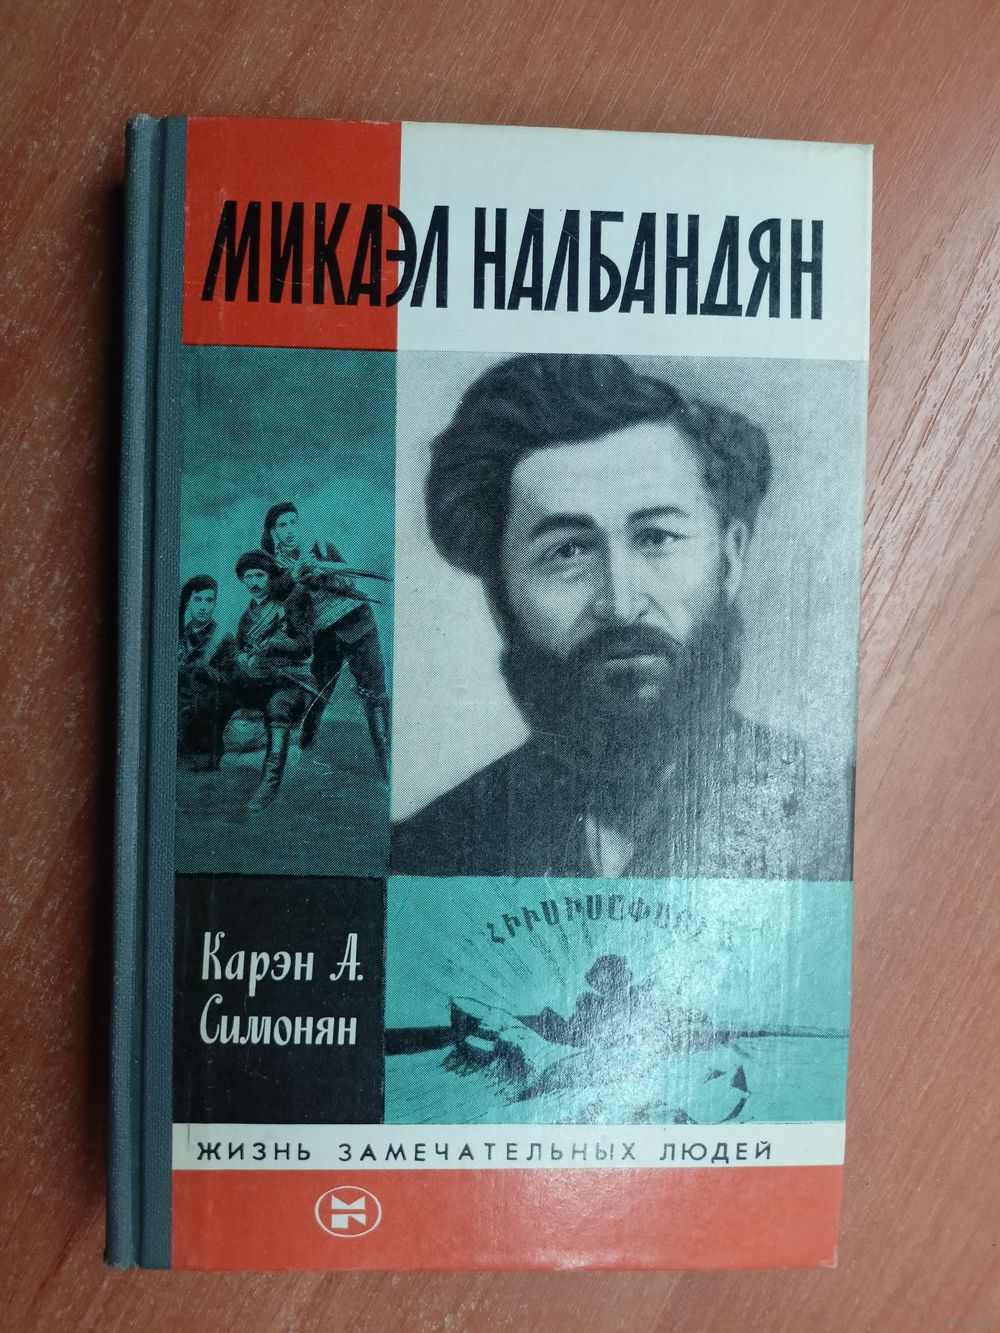 МИКАЭЛ НАЛБАНДЯН
Карэн А.
Симонян
ЖИЗНЬ ЗАМЕЧАТЕЛЬНЫХ ЛЮДЕЙ